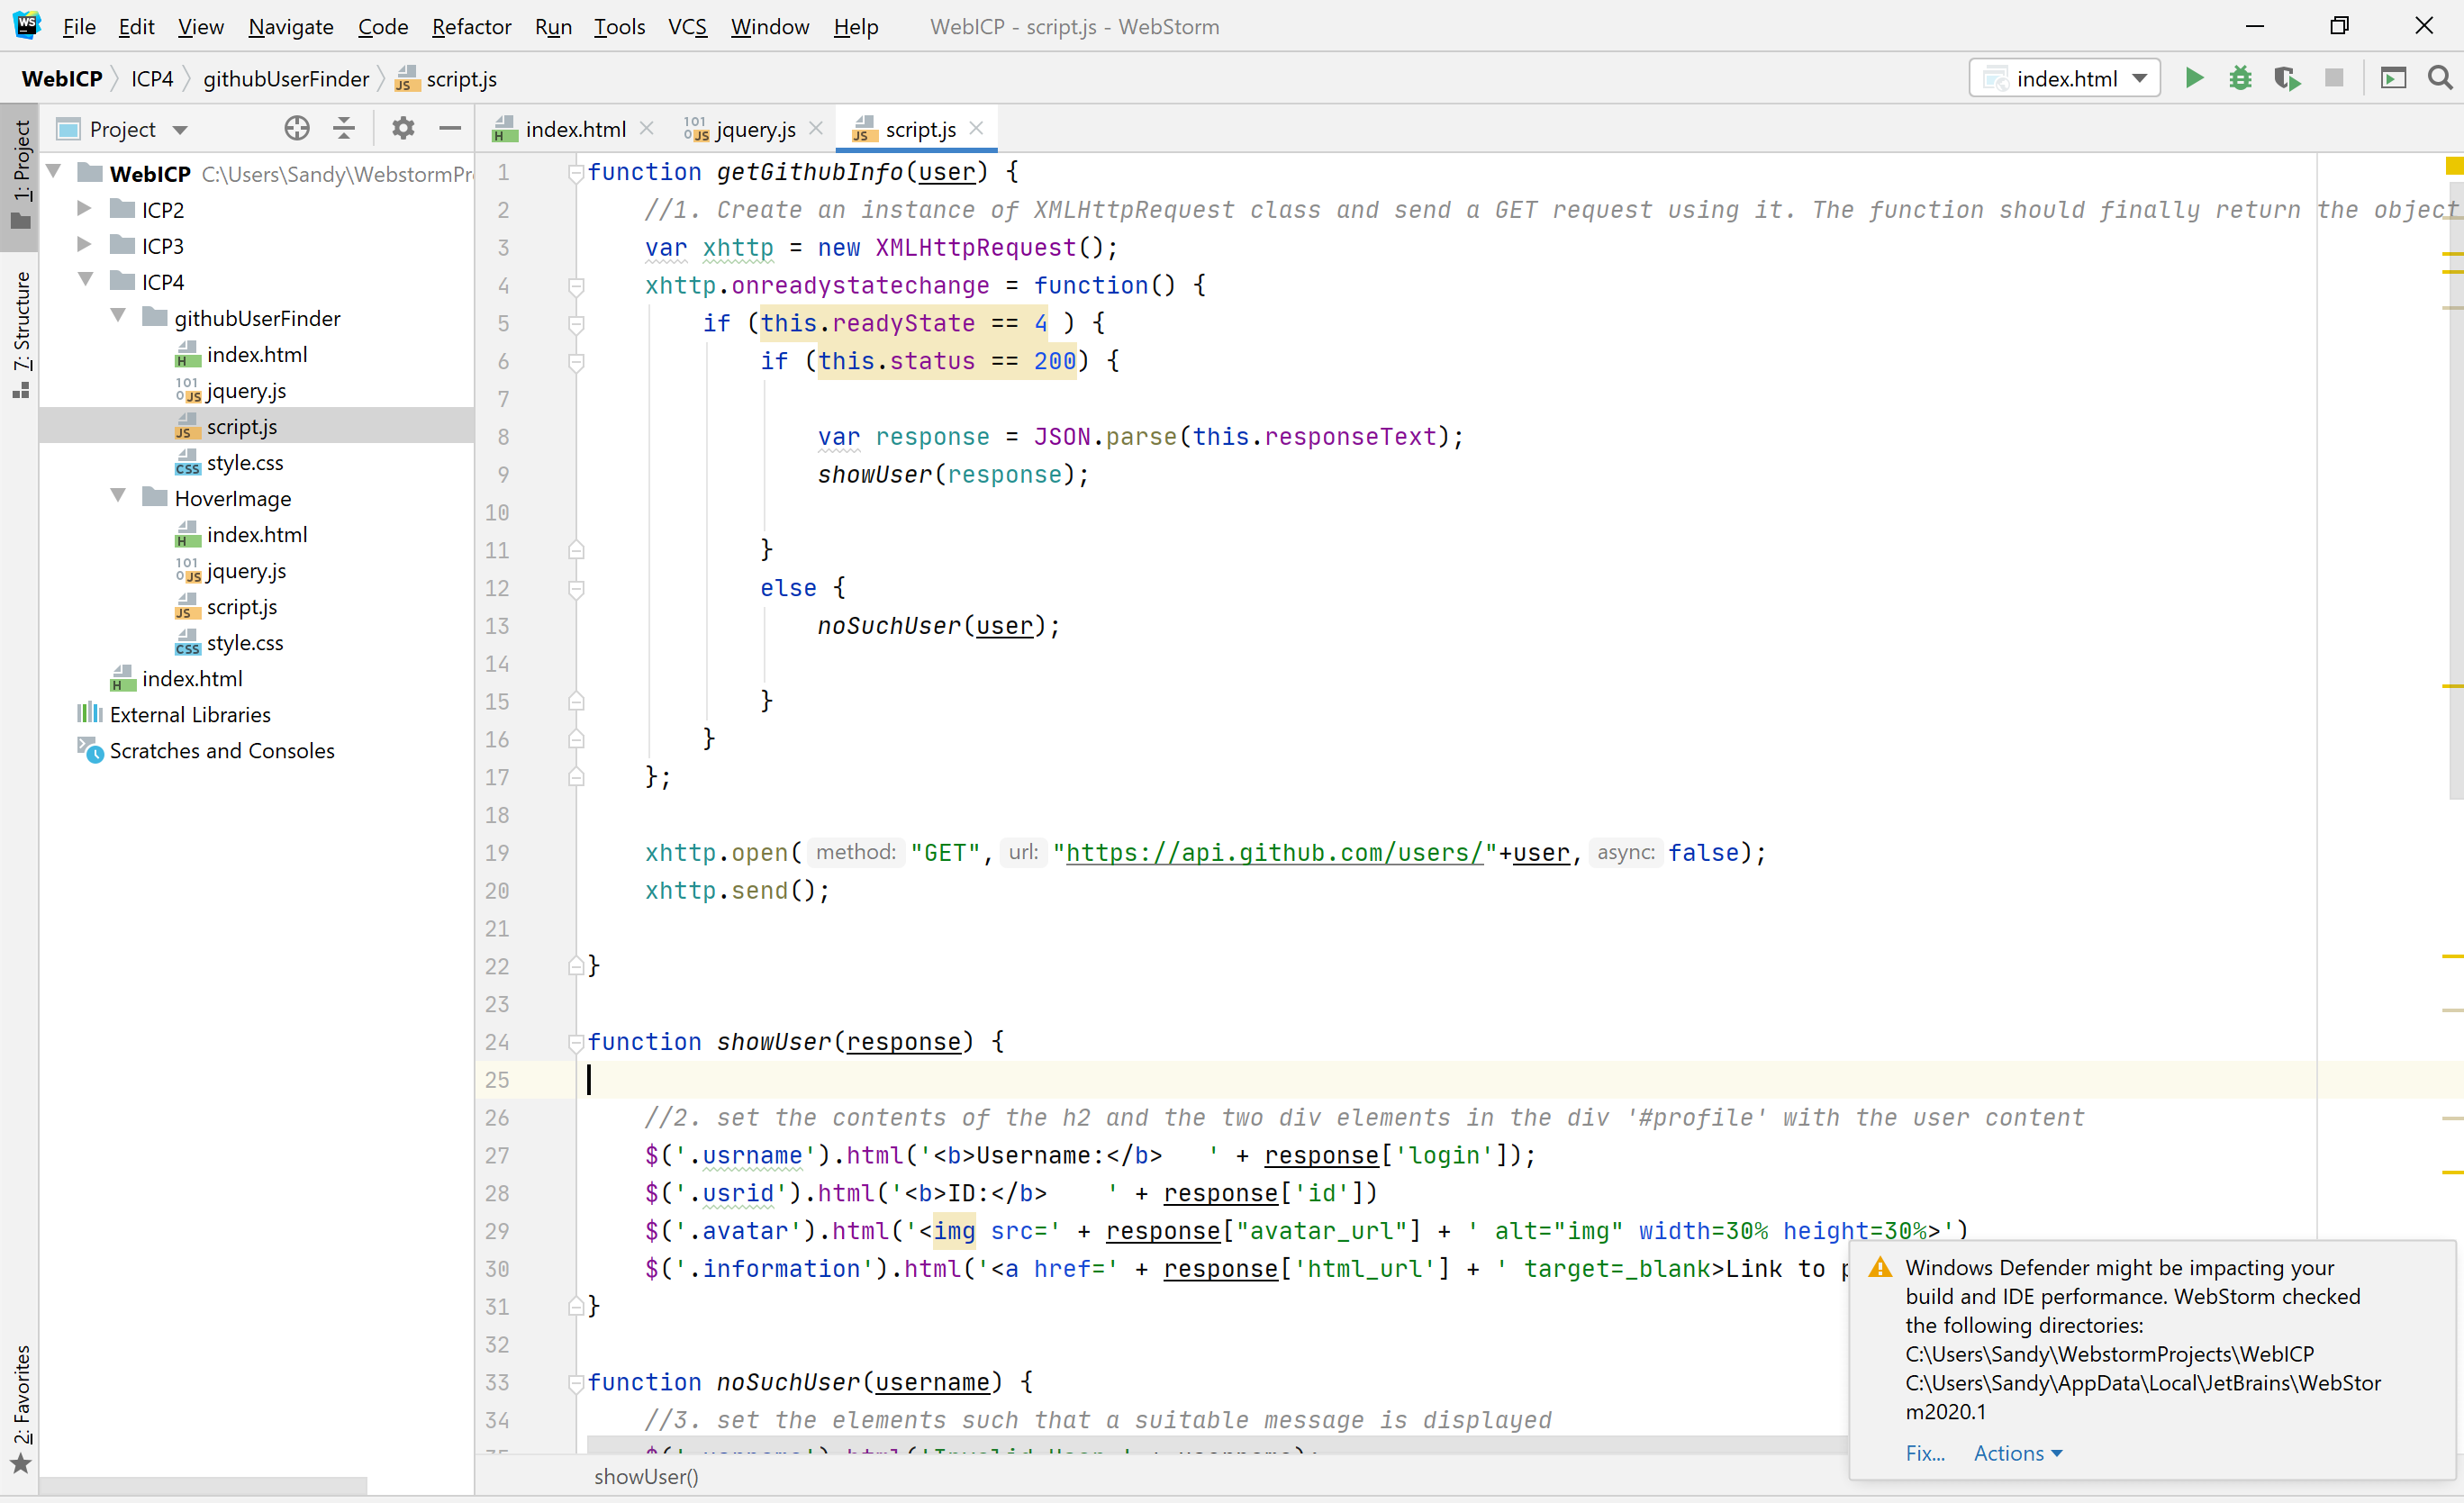 File Edit View Navigate Code Refactor Run Tools VCS Window Help WebICP - script.js - WebStorm
WebICP ICP4 githubUserFinder script.js index.html
Project index.html jquery.js script.js
1: Project
7: Structure
2: Favorites
WebICP C:\Users\Sandy\WebstormPr
ICP2
ICP3
ICP4
githubUserFinder
index.html
jquery.js
script.js
style.css
HoverImage
index.html
jquery.js
script.js
style.css
index.html
External Libraries
Scratches and Consoles
1 function getGithubInfo(user) {
2 //1. Create an instance of XMLHttpRequest class and send a GET request using it. The function should finally return the object
3 var xhttp = new XMLHttpRequest();
4 xhttp.onreadystatechange = function() {
5 if (this.readyState == 4 ) {
6 if (this.status == 200) {
7
8 var response = JSON.parse(this.responseText);
9 showUser(response);
10
11 }
12 else {
13 noSuchUser(user);
14
15 }
16 }
17 };
18
19 xhttp.open( method: "GET", url: "https://api.github.com/users/"+user, async: false);
20 xhttp.send();
21
22 }
23
24 function showUser(response) {
25
26 //2. set the contents of the h2 and the two div elements in the div '#profile' with the user content
27 $('.usrname').html('<b>Username:</b>   ' + response['login']);
28 $('.usrid').html('<b>ID:</b>    ' + response['id'])
29 $('.avatar').html('<img src=' + response["avatar_url"] + ' alt="img" width=30% height=30%>')
30 $('.information').html('<a href=' + response['html_url'] + ' target=_blank>Link to
31 }
32
33 function noSuchUser(username) {
34 //3. set the elements such that a suitable message is displayed
showUser()
Windows Defender might be impacting your
build and IDE performance. WebStorm checked
the following directories:
C:\Users\Sandy\WebstormProjects\WebICP
C:\Users\Sandy\AppData\Local\JetBrains\WebStor
m2020.1
Fix... Actions